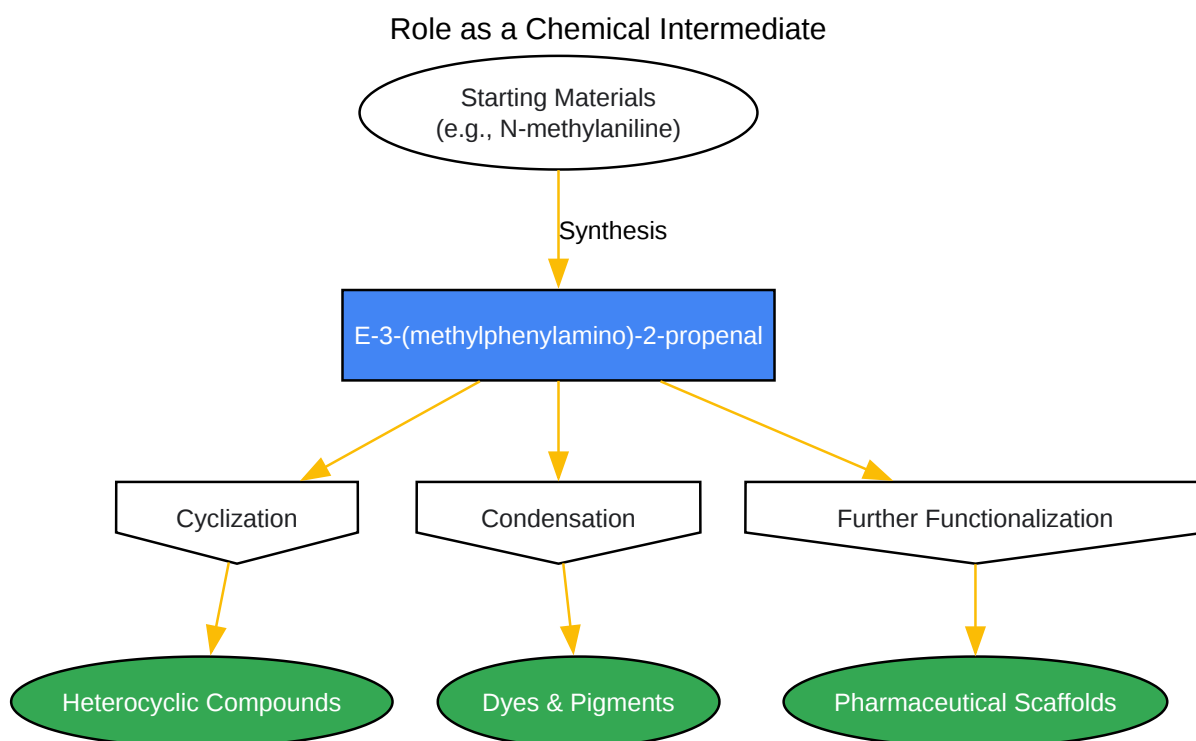 Role as a Chemical Intermediate
Starting Materials
(e.g., N-methylaniline)
Synthesis
E-3-(methylphenylamino)-2-propenal
Cyclization
Condensation
Further Functionalization
Heterocyclic Compounds
Dyes & Pigments
Pharmaceutical Scaffolds